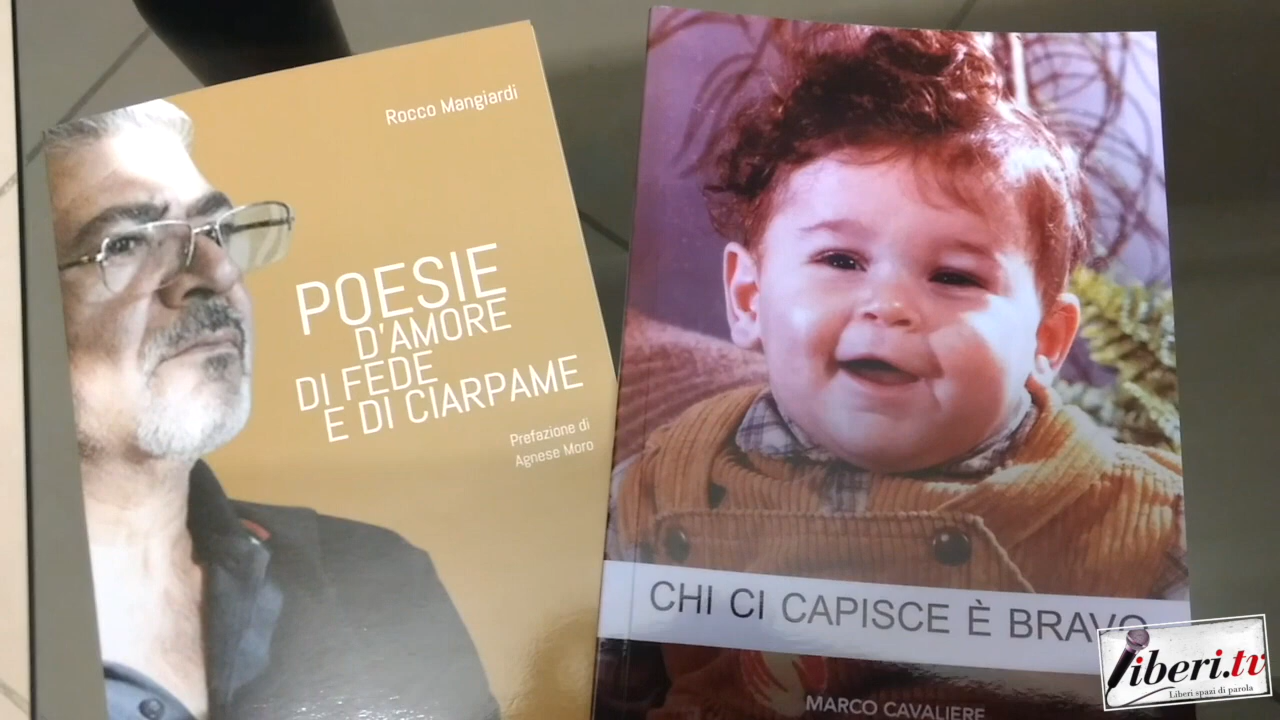 Rocco Mangiardi
POESIE
D'AMORE
DI FEDE
E DI CIARPAME
Prefazione di
Agnese Moro
CHI CI CAPISCE È BRAVO
MARCO CAVALIERE
liberi.tv
Liberi spazi di parola